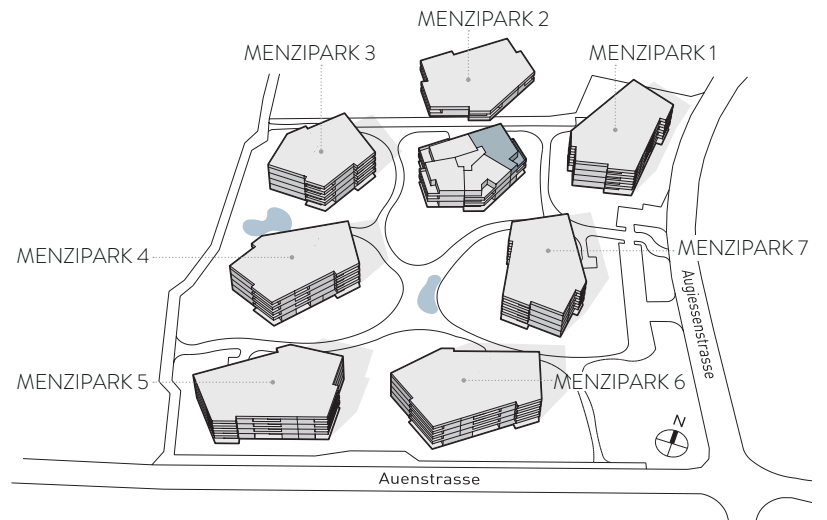 MENZIPARK 2
MENZIPARK 3
MENZIPARK 1
MENZIPARK 4
MENZIPARK 7
Augiessenstrasse
MENZIPARK 5
MENZIPARK 6
N
Auenstrasse